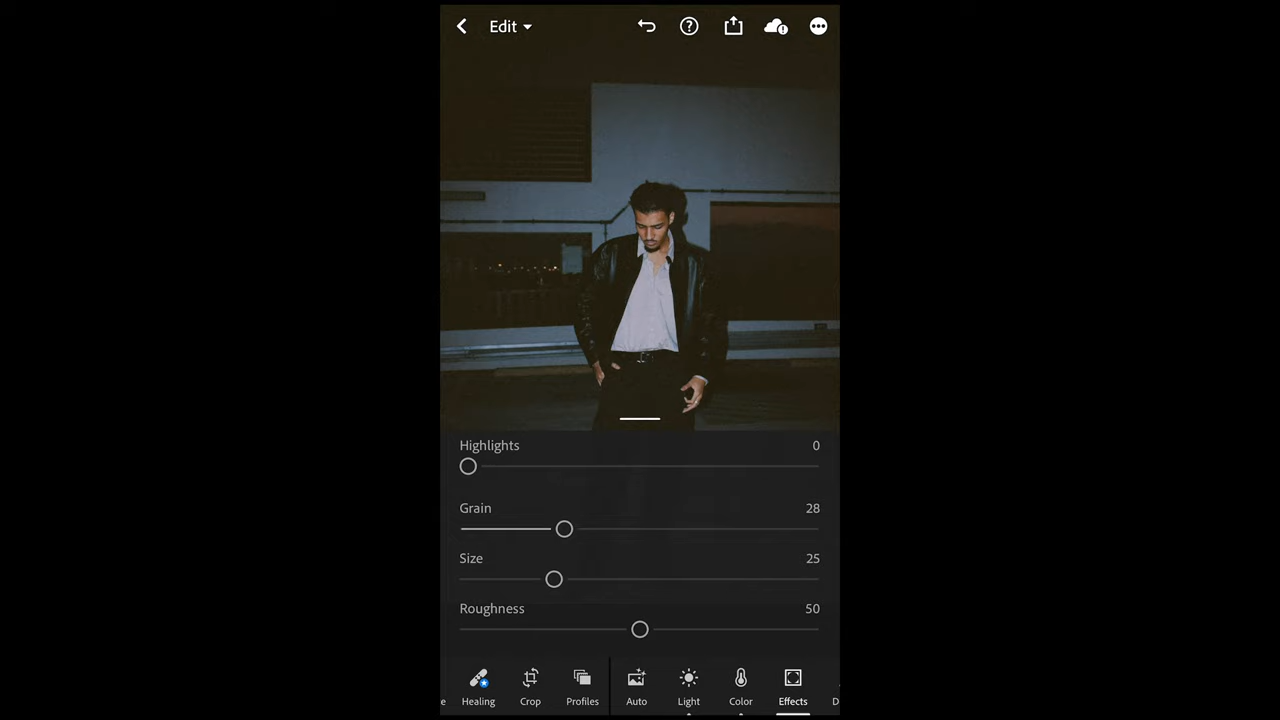 Edit
Highlights 0
Grain 28
Size 25
Roughness 50
e Healing Crop Profiles Auto Light Color Effects D